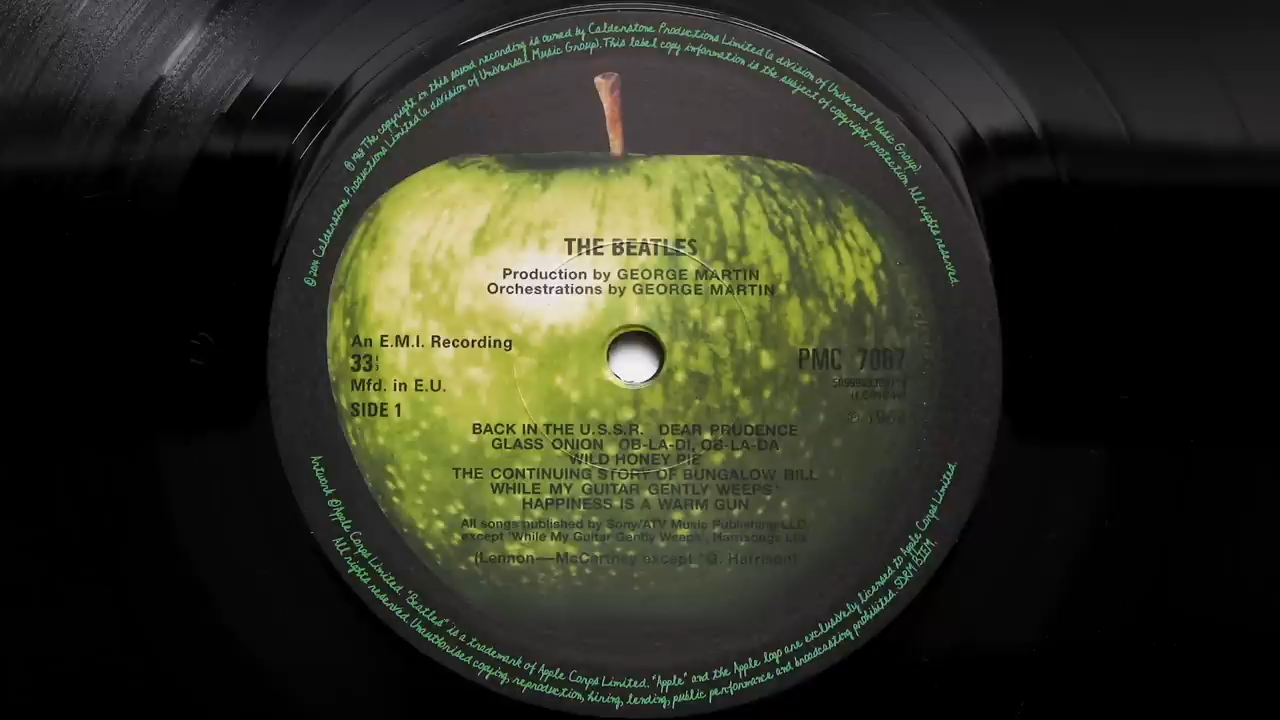 ℗ 1968 The copyright in this sound recording is owned by Calderstone Productions Limited (a division of Universal Music Group).
© 2014 Calderstone Productions Limited (a division of Universal Music Group). This label copy information is the subject of copyright protection. All rights reserved.
THE BEATLES
Production by GEORGE MARTIN
Orchestrations by GEORGE MARTIN
An E.M.I. Recording
33⅓
Mfd. in E.U.
SIDE 1
PMC 7067
℗ 1968
BACK IN THE U.S.S.R. DEAR PRUDENCE
GLASS ONION OB-LA-DI, OB-LA-DA
WILD HONEY PIE
THE CONTINUING STORY OF BUNGALOW BILL
WHILE MY GUITAR GENTLY WEEPS*
HAPPINESS IS A WARM GUN
All songs published by Sony/ATV Music Publishing LLC
except 'While My Guitar Gently Weeps', Harrisongs Ltd
(Lennon—McCartney except *G. Harrison)
Artwork © Apple Corps Limited. "Beatles" is a trademark of Apple Corps Limited. "Apple" and the Apple logo are exclusively licensed to Apple Corps Limited.
All rights reserved. Unauthorised copying, reproduction, hiring, lending, public performance and broadcasting prohibited. SDRM BIEM.